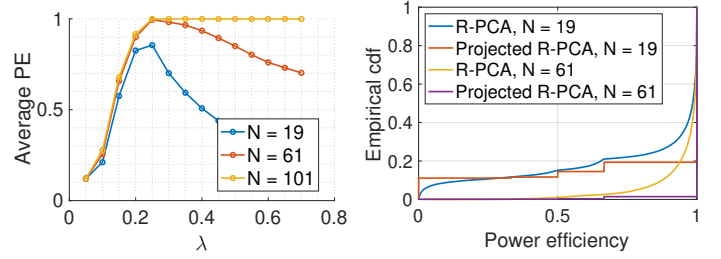 Average PE
1
0.5
0
0
0.2
0.4
0.6
0.8
λ
N = 19
N = 61
N = 101
Empirical cdf
1
0.8
0.6
0.4
0.2
0
0
0.5
1
Power efficiency
R-PCA, N = 19
Projected R-PCA, N = 19
R-PCA, N = 61
Projected R-PCA, N = 61